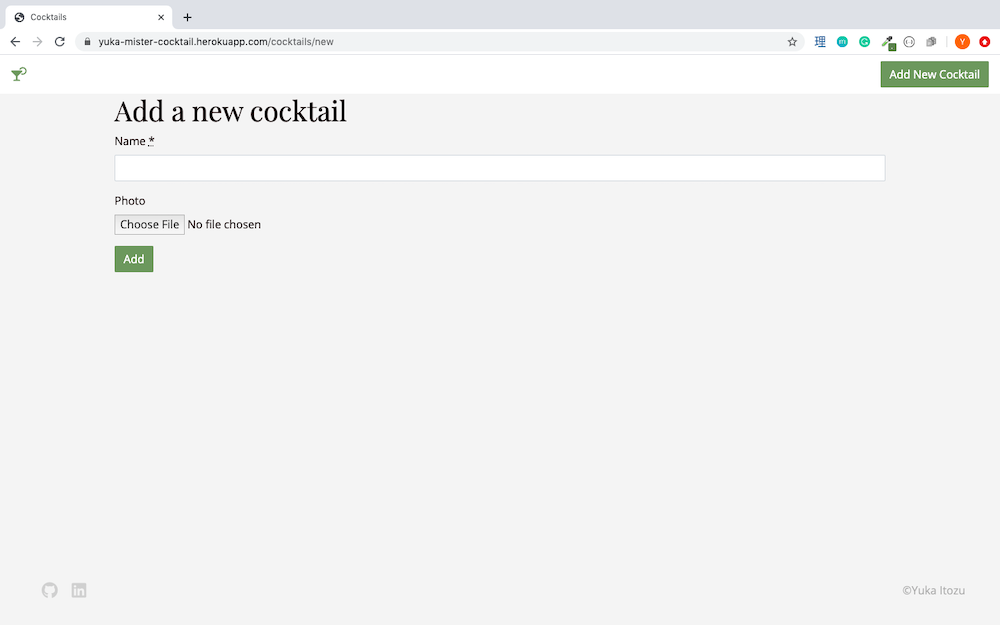 Cocktails
yuka-mister-cocktail.herokuapp.com/cocktails/new
理
m
Y
Add New Cocktail
Add a new cocktail
Name *
Photo
Choose File No file chosen
Add
in
©Yuka Itozu